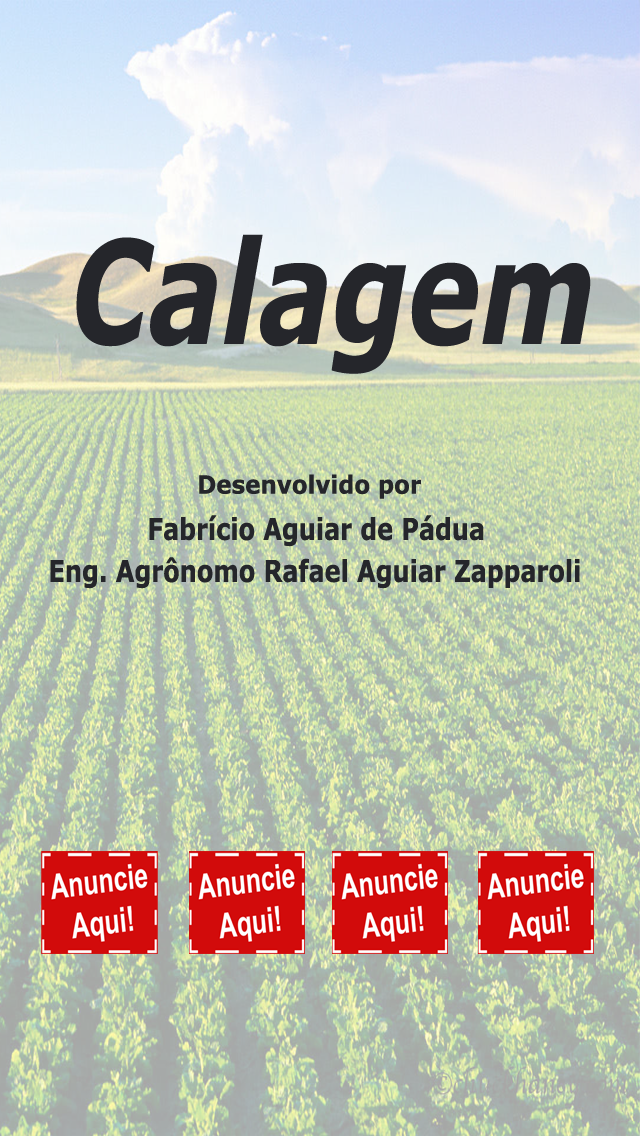 Calagem
Desenvolvido por
Fabrício Aguiar de Pádua
Eng. Agrônomo Rafael Aguiar Zapparoli
Anuncie Anuncie Anuncie Anuncie
Aqui! Aqui! Aqui! Aqui!